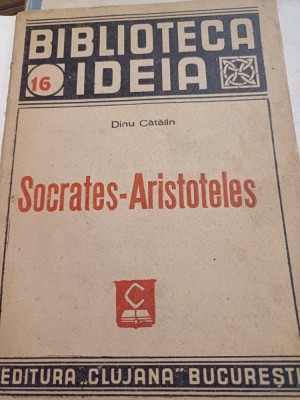 BIBLIOTECA
16 IDEIA
Dinu Cătălin
Socrates-Aristoteles
C
EDITURA „CLUJANA" BUCUREȘTI